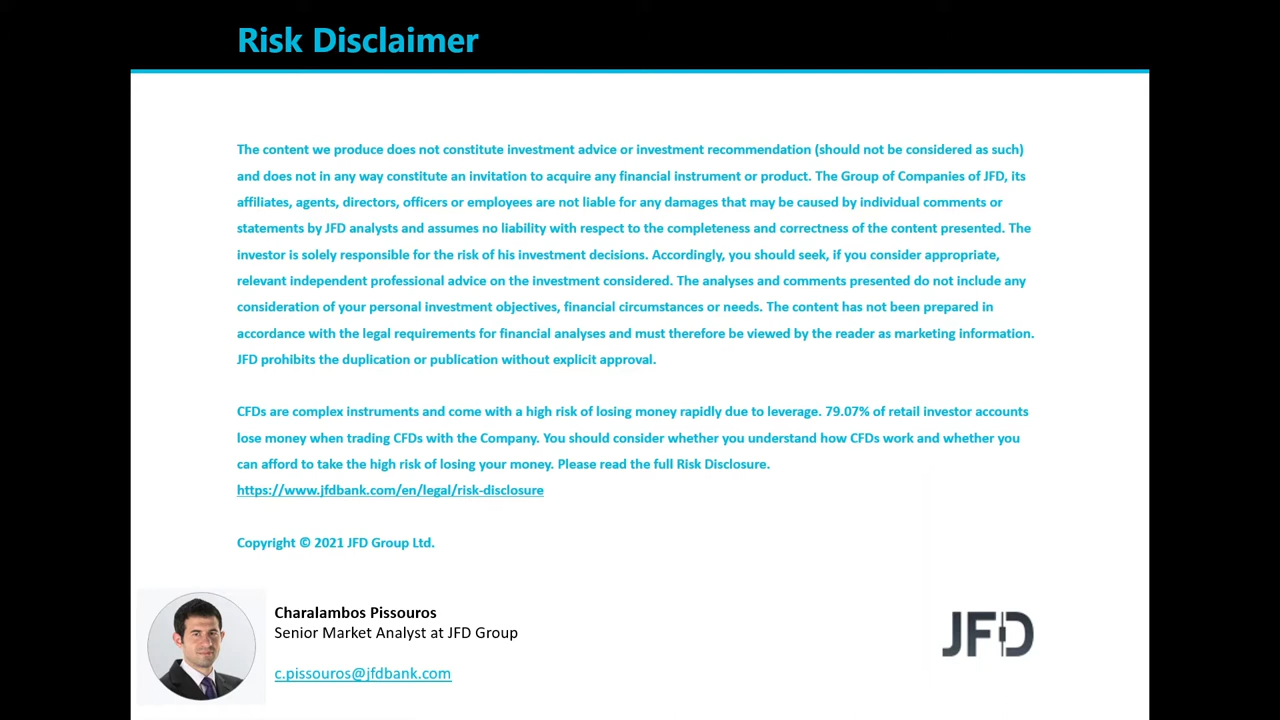 Risk Disclaimer
The content we produce does not constitute investment advice or investment recommendation (should not be considered as such)
and does not in any way constitute an invitation to acquire any financial instrument or product. The Group of Companies of JFD, its
affiliates, agents, directors, officers or employees are not liable for any damages that may be caused by individual comments or
statements by JFD analysts and assumes no liability with respect to the completeness and correctness of the content presented. The
investor is solely responsible for the risk of his investment decisions. Accordingly, you should seek, if you consider appropriate,
relevant independent professional advice on the investment considered. The analyses and comments presented do not include any
consideration of your personal investment objectives, financial circumstances or needs. The content has not been prepared in
accordance with the legal requirements for financial analyses and must therefore be viewed by the reader as marketing information.
JFD prohibits the duplication or publication without explicit approval.
CFDs are complex instruments and come with a high risk of losing money rapidly due to leverage. 79.07% of retail investor accounts
lose money when trading CFDs with the Company. You should consider whether you understand how CFDs work and whether you
can afford to take the high risk of losing your money. Please read the full Risk Disclosure.
https://www.jfdbank.com/en/legal/risk-disclosure
Copyright © 2021 JFD Group Ltd.
Charalambos Pissouros
Senior Market Analyst at JFD Group
c.pissouros@jfdbank.com
JFD